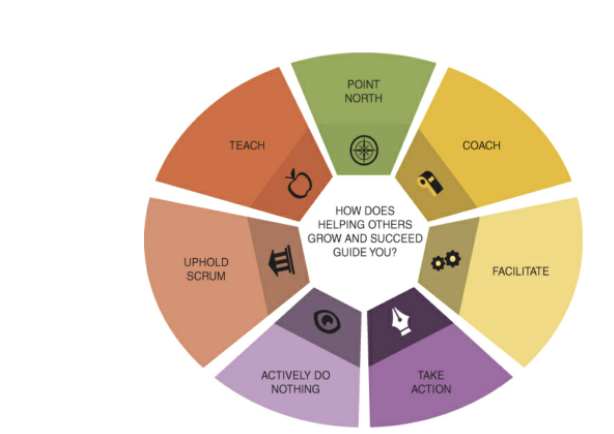 POINT
NORTH
TEACH
COACH
HOW DOES
HELPING OTHERS
GROW AND SUCCEED
GUIDE YOU?
UPHOLD
SCRUM
FACILITATE
ACTIVELY DO
NOTHING
TAKE
ACTION